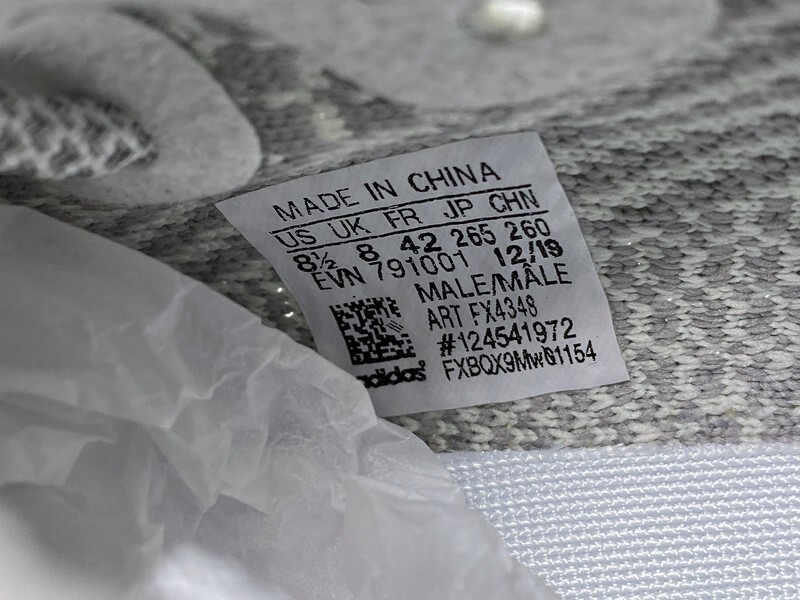 MADE IN CHINA
US UK FR JP CHN
8½ 8 42 265 260
EVN 791001 12/19
MALE/MÂLE
ART FX4348
#124541972
FXBQX9MW01154
adidas